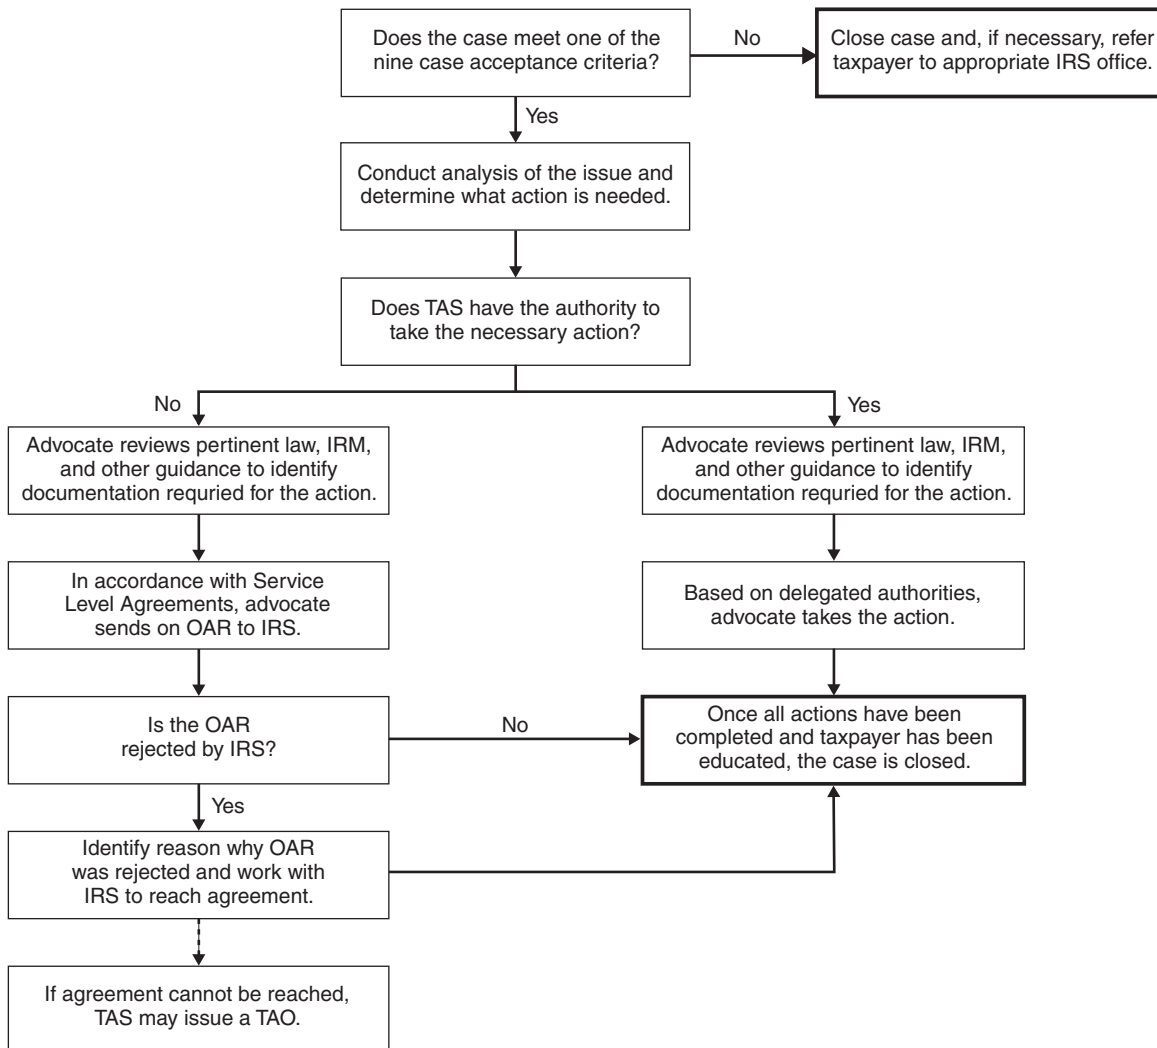 Does the case meet one of the
nine case acceptance criteria?
No
Close case and, if necessary, refer
taxpayer to appropriate IRS office.
Yes
Conduct analysis of the issue and
determine what action is needed.
Does TAS have the authority to
take the necessary action?
No
Yes
Advocate reviews pertinent law, IRM,
and other guidance to identify
documentation requried for the action.
Advocate reviews pertinent law, IRM,
and other guidance to identify
documentation requried for the action.
In accordance with Service
Level Agreements, advocate
sends on OAR to IRS.
Based on delegated authorities,
advocate takes the action.
Is the OAR
rejected by IRS?
No
Once all actions have been
completed and taxpayer has been
educated, the case is closed.
Yes
Identify reason why OAR
was rejected and work with
IRS to reach agreement.
If agreement cannot be reached,
TAS may issue a TAO.